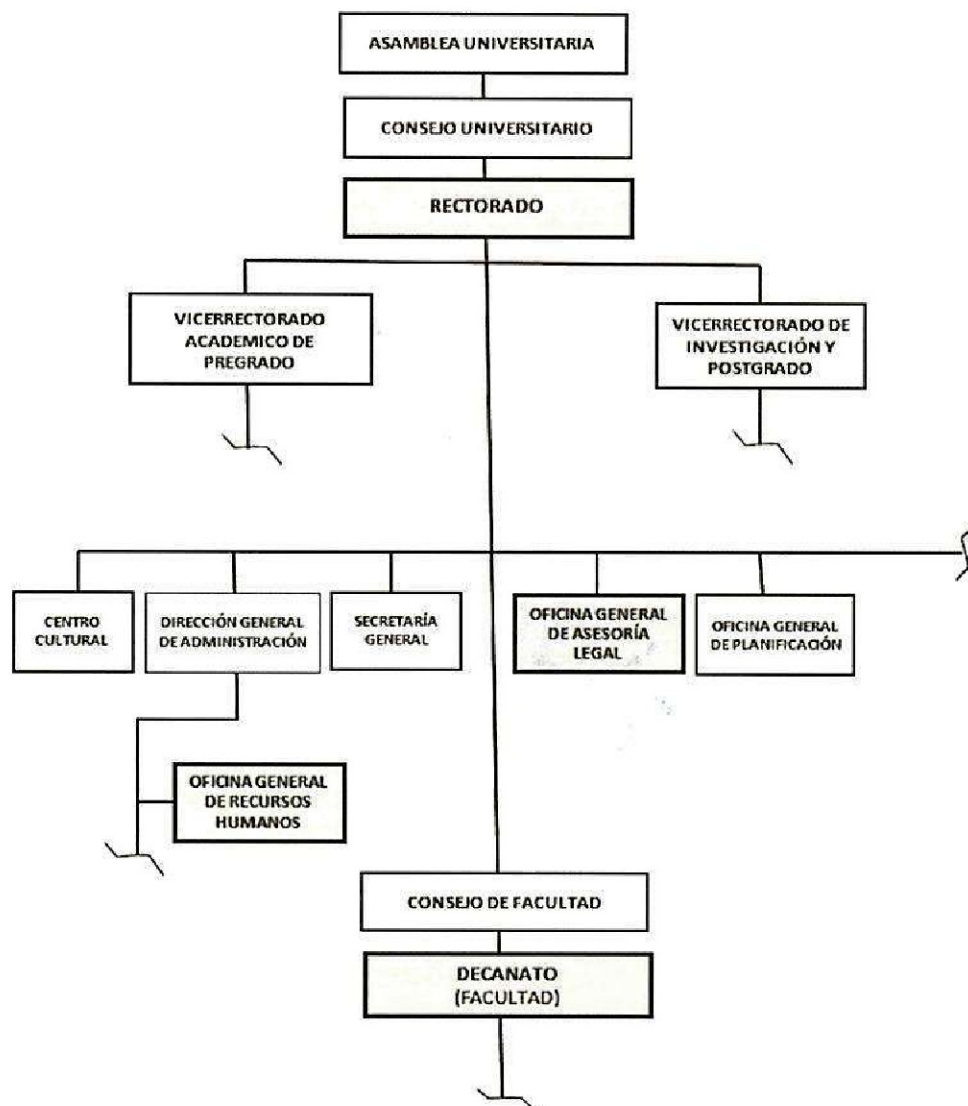 ASAMBLEA UNIVERSITARIA
CONSEJO UNIVERSITARIO
RECTORADO
VICERRECTORADO
ACADEMICO DE
PREGRADO
VICERRECTORADO DE
INVESTIGACIÓN Y
POSTGRADO
CENTRO
CULTURAL
DIRECCIÓN GENERAL
DE ADMINISTRACIÓN
SECRETARÍA
GENERAL
OFICINA GENERAL
DE ASESORÍA
LEGAL
OFICINA GENERAL
DE PLANIFICACIÓN
OFICINA GENERAL
DE RECURSOS
HUMANOS
CONSEJO DE FACULTAD
DECANATO
(FACULTAD)